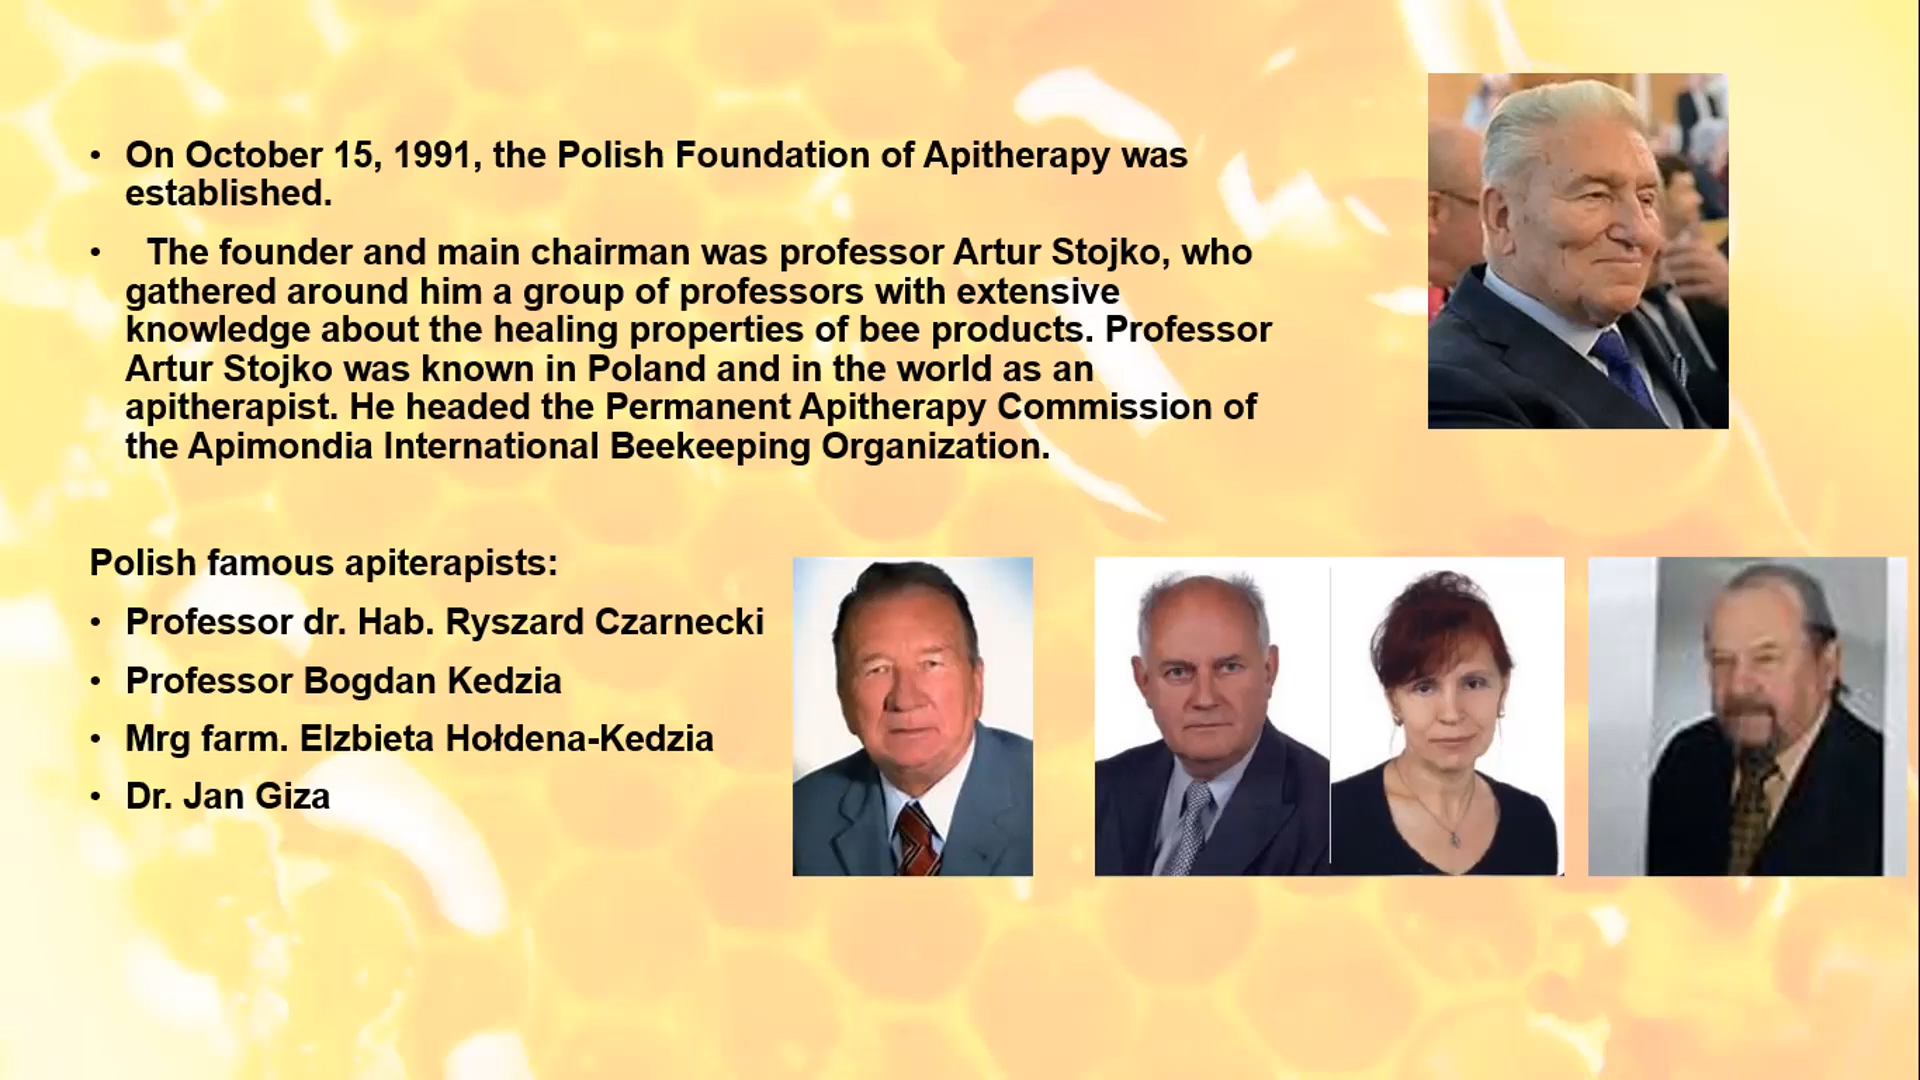 • On October 15, 1991, the Polish Foundation of Apitherapy was
established.
• The founder and main chairman was professor Artur Stojko, who
gathered around him a group of professors with extensive
knowledge about the healing properties of bee products. Professor
Artur Stojko was known in Poland and in the world as an
apitherapist. He headed the Permanent Apitherapy Commission of
the Apimondia International Beekeeping Organization.
Polish famous apiterapists:
• Professor dr. Hab. Ryszard Czarnecki
• Professor Bogdan Kedzia
• Mrg farm. Elzbieta Hołdena-Kedzia
• Dr. Jan Giza